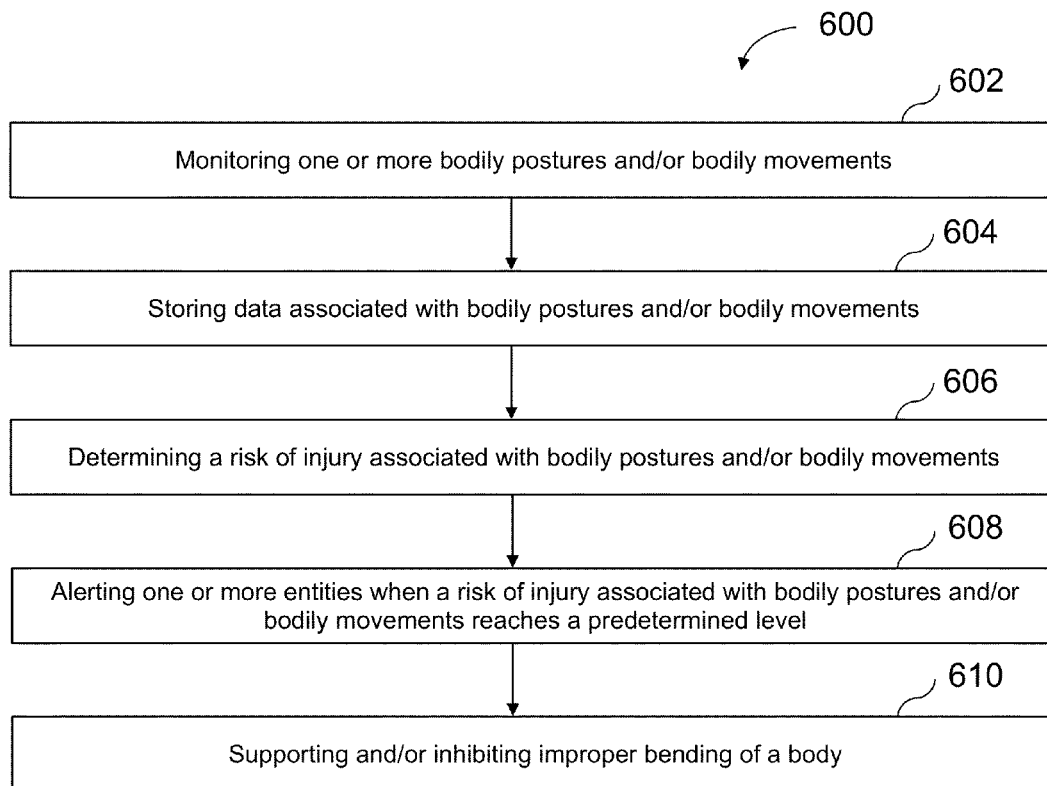 600
602
Monitoring one or more bodily postures and/or bodily movements
604
Storing data associated with bodily postures and/or bodily movements
606
Determining a risk of injury associated with bodily postures and/or bodily movements
608
Alerting one or more entities when a risk of injury associated with bodily postures and/or
bodily movements reaches a predetermined level
610
Supporting and/or inhibiting improper bending of a body